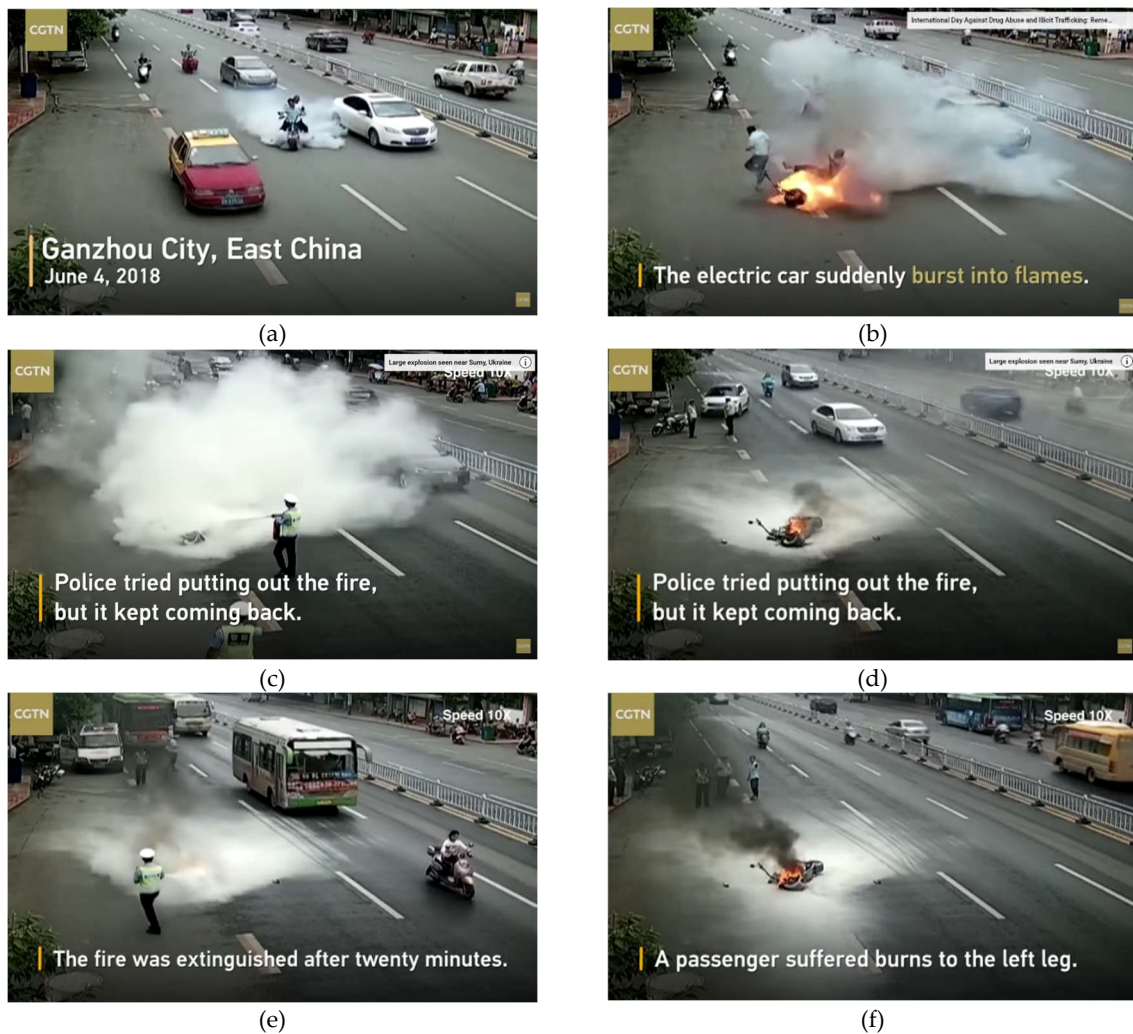 CGTN
Ganzhou City, East China
June 4, 2018
(a)
International Day Against Drug Abuse and Illicit Trafficking: Reme...
CGTN
The electric car suddenly burst into flames.
(b)
CGTN
Large explosion seen near Sumy, Ukraine
Speed 10X
Police tried putting out the fire,
but it kept coming back.
(c)
CGTN
Large explosion seen near Sumy, Ukraine
Speed 10X
Police tried putting out the fire,
but it kept coming back.
(d)
CGTN
Speed 10X
The fire was extinguished after twenty minutes.
(e)
CGTN
Speed 10X
A passenger suffered burns to the left leg.
(f)